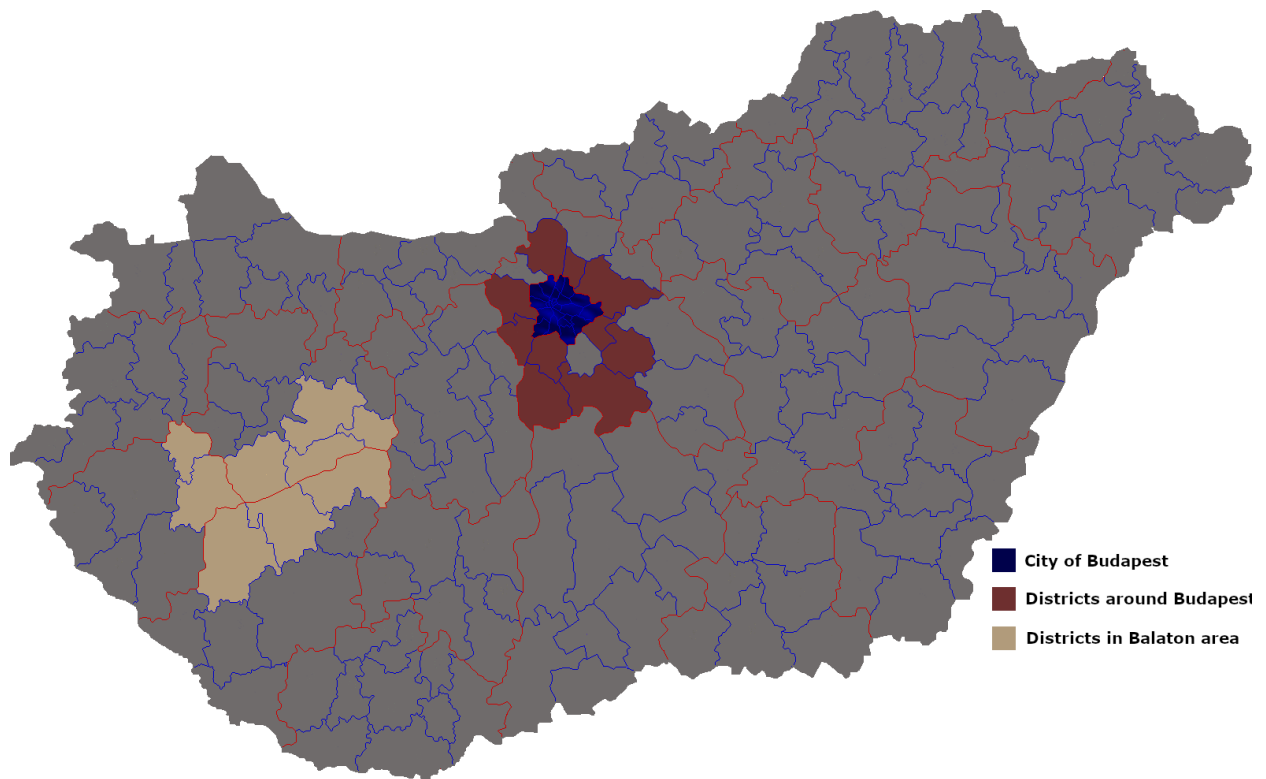 City of Budapest
Districts around Budapest
Districts in Balaton area